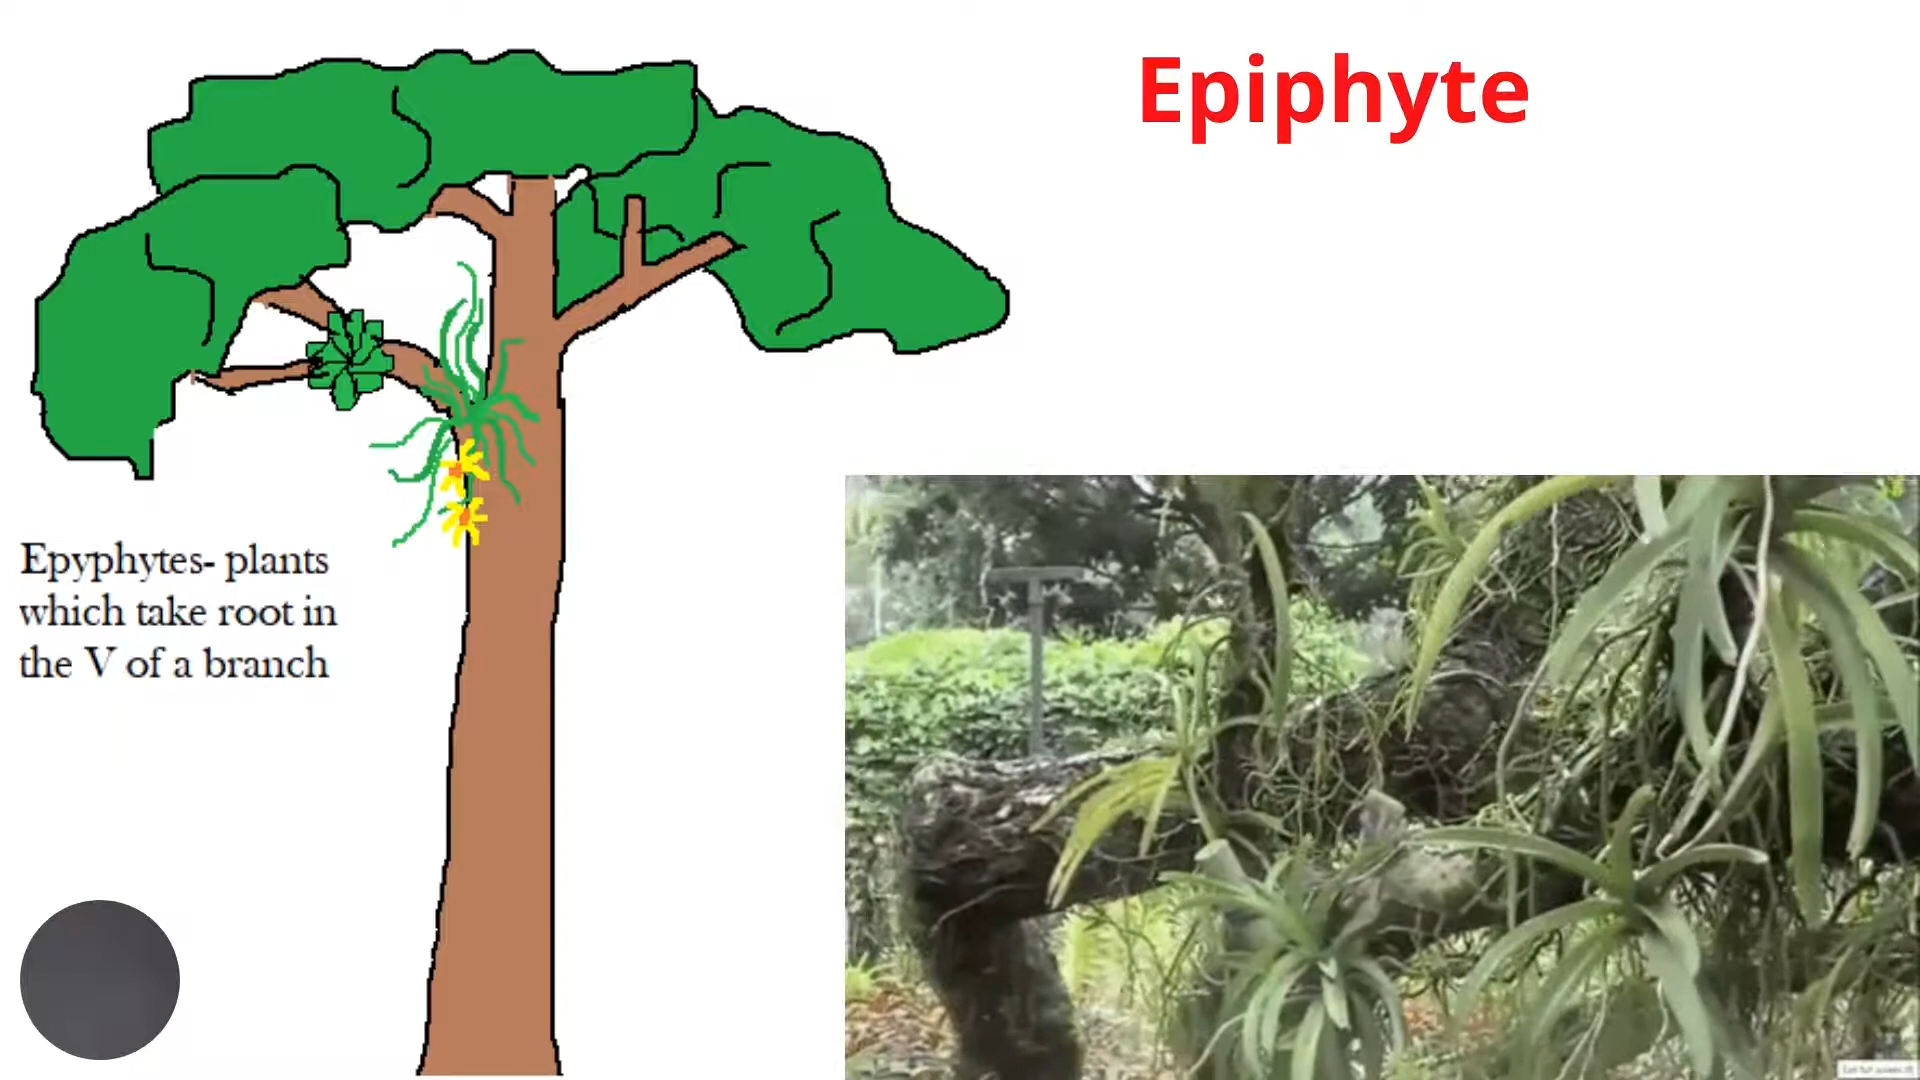 Epiphyte
Epyphytes- plants
which take root in
the V of a branch